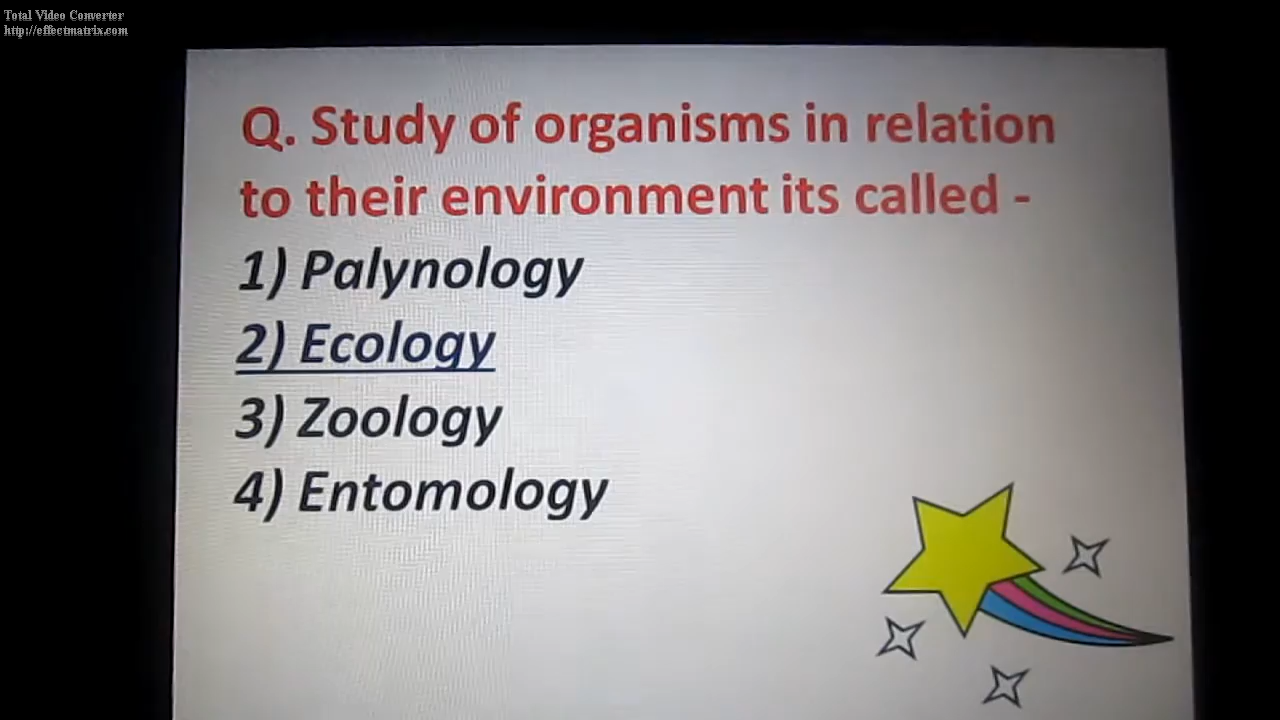 Total Video Converter
http://effectmatrix.com
Q. Study of organisms in relation
to their environment its called -
1) Palynology
2) Ecology
3) Zoology
4) Entomology